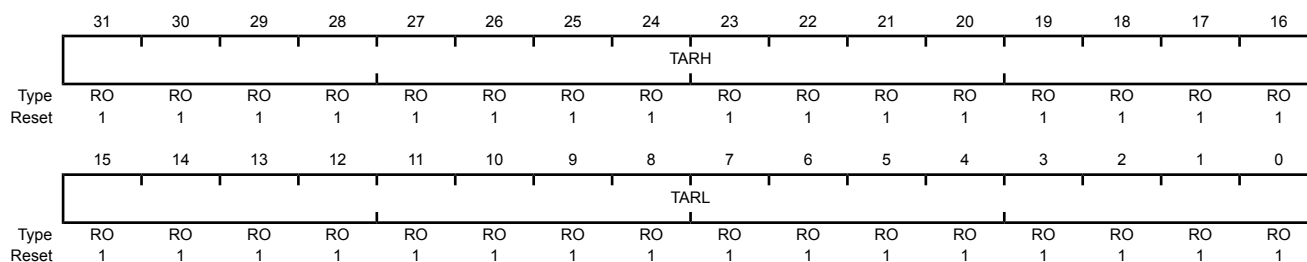 31 30 29 28 27 26 25 24 23 22 21 20 19 18 17 16
TARH
Type RO RO RO RO RO RO RO RO RO RO RO RO RO RO RO RO
Reset 1 1 1 1 1 1 1 1 1 1 1 1 1 1 1 1
15 14 13 12 11 10 9 8 7 6 5 4 3 2 1 0
TARL
Type RO RO RO RO RO RO RO RO RO RO RO RO RO RO RO RO
Reset 1 1 1 1 1 1 1 1 1 1 1 1 1 1 1 1